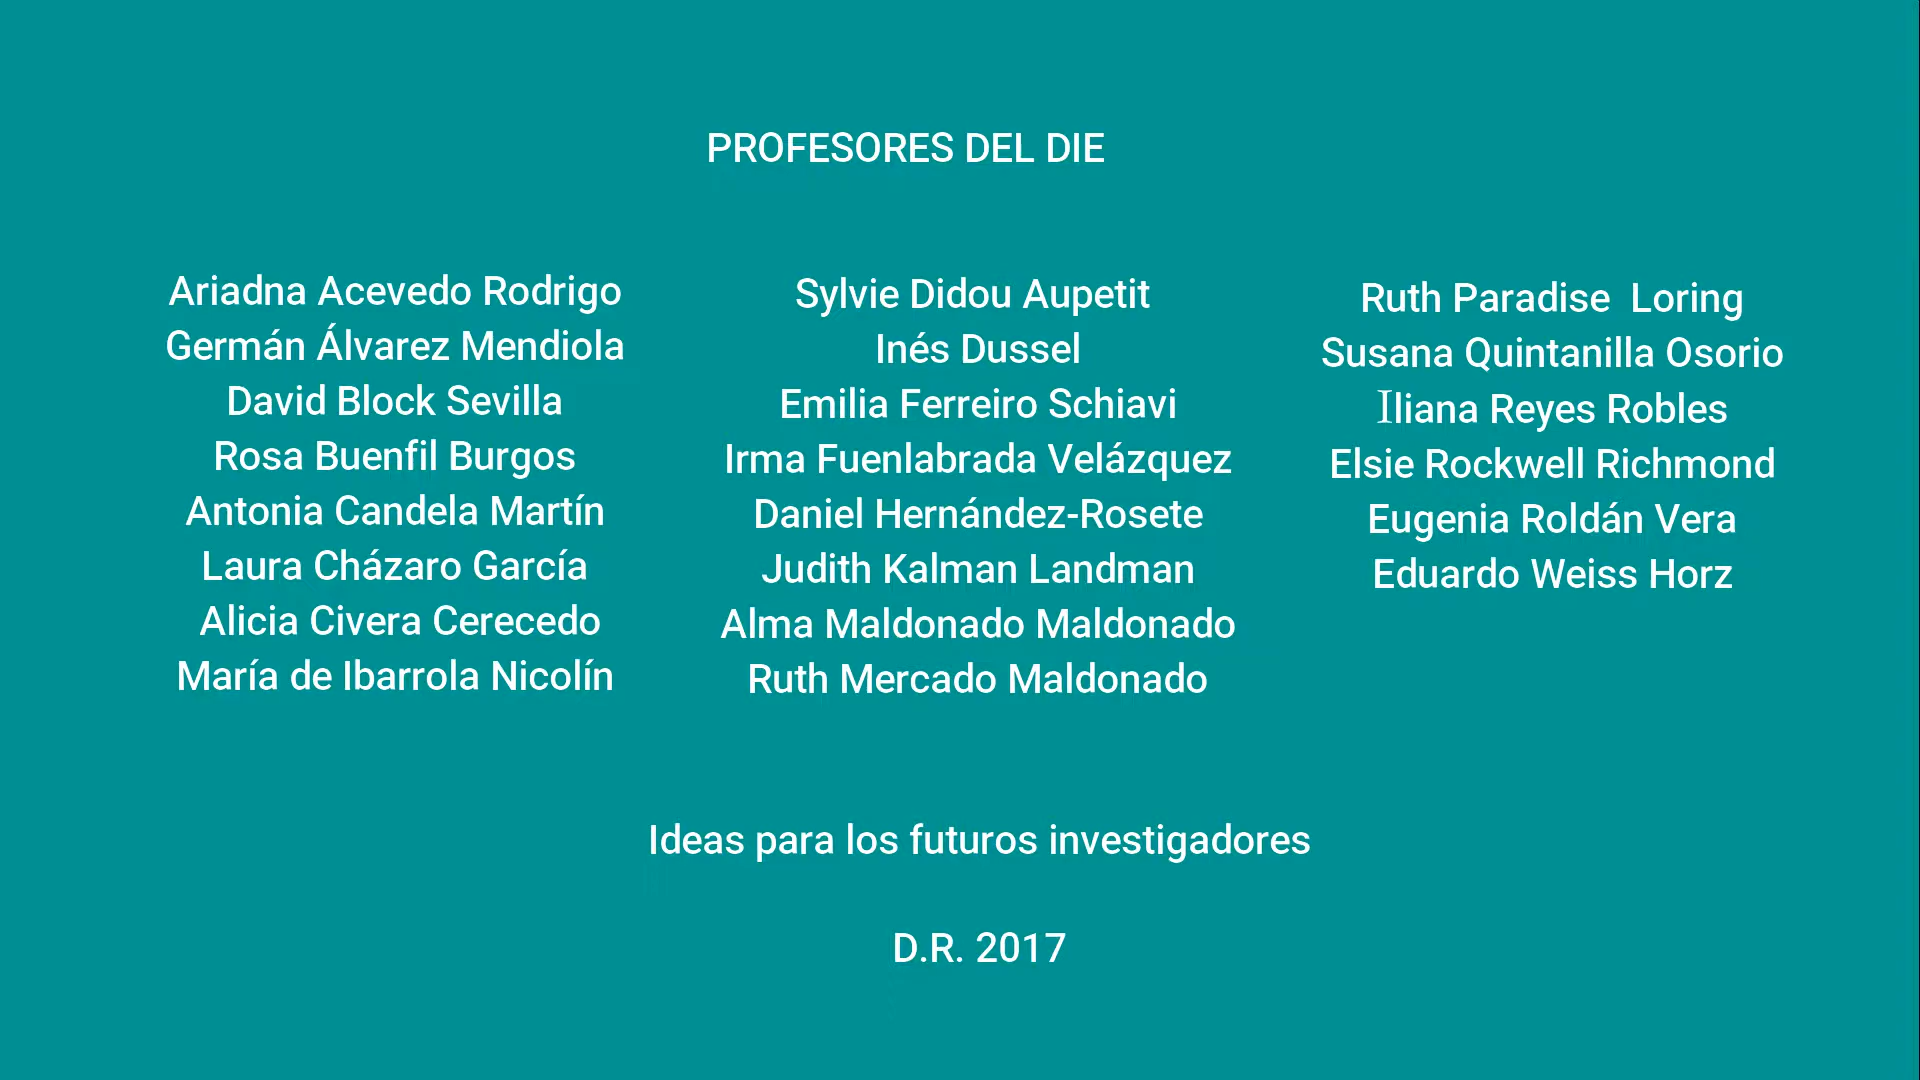 PROFESORES DEL DIE
Ariadna Acevedo Rodrigo
Germán Álvarez Mendiola
David Block Sevilla
Rosa Buenfil Burgos
Antonia Candela Martín
Laura Cházaro García
Alicia Civera Cerecedo
María de Ibarrola Nicolín
Sylvie Didou Aupetit
Inés Dussel
Emilia Ferreiro Schiavi
Irma Fuenlabrada Velázquez
Daniel Hernández-Rosete
Judith Kalman Landman
Alma Maldonado Maldonado
Ruth Mercado Maldonado
Ruth Paradise Loring
Susana Quintanilla Osorio
Iliana Reyes Robles
Elsie Rockwell Richmond
Eugenia Roldán Vera
Eduardo Weiss Horz
Ideas para los futuros investigadores
D.R. 2017